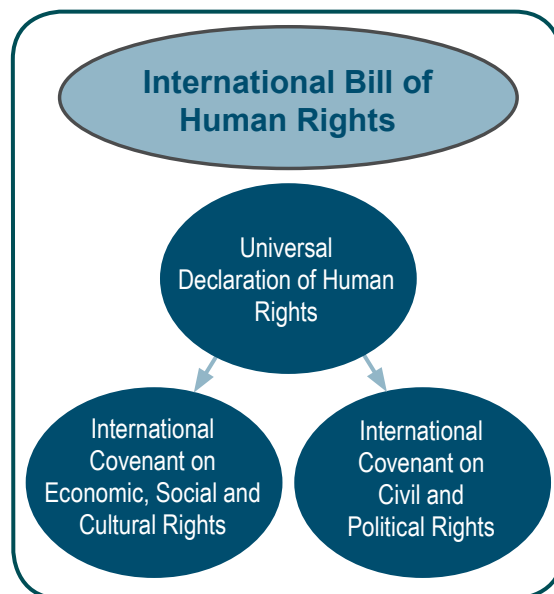 International Bill of
Human Rights
Universal
Declaration of Human
Rights
International
Covenant on
Economic, Social and
Cultural Rights
International
Covenant on
Civil and
Political Rights